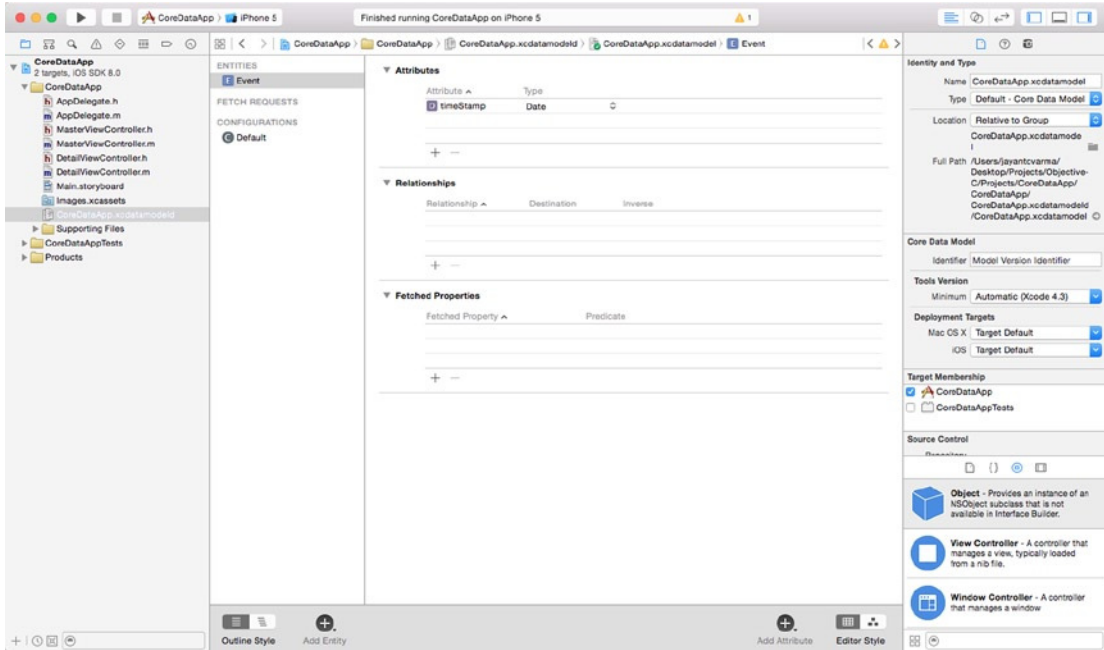 CoreDataApp › iPhone 5
Finished running CoreDataApp on iPhone 5
1
CoreDataApp › CoreDataApp › CoreDataApp.xcdatamodeld › CoreDataApp.xcdatamodel › Event
CoreDataApp
2 targets, iOS SDK 8.0
CoreDataApp
h AppDelegate.h
m AppDelegate.m
h MasterViewController.h
m MasterViewController.m
h DetailViewController.h
m DetailViewController.m
Main.storyboard
Images.xcassets
CoreDataApp.xcdatamodeld
Supporting Files
CoreDataAppTests
Products
ENTITIES
E Event
FETCH REQUESTS
CONFIGURATIONS
C Default
Attributes
Attribute Type
D timeStamp Date
+ −
Relationships
Relationship Destination Inverse
+ −
Fetched Properties
Fetched Property Predicate
+ −
Outline Style
Add Entity
Add Attribute
Editor Style
Identity and Type
Name CoreDataApp.xcdatamodel
Type Default - Core Data Model
Location Relative to Group
CoreDataApp.xcdatamode
l
Full Path /Users/jayantcvarma/
Desktop/Projects/Objective-
C/Projects/CoreDataApp/
CoreDataApp/
CoreDataApp.xcdatamodeld
/CoreDataApp.xcdatamodel
Core Data Model
Identifier Model Version Identifier
Tools Version
Minimum Automatic (Xcode 4.3)
Deployment Targets
Mac OS X Target Default
iOS Target Default
Target Membership
CoreDataApp
CoreDataAppTests
Source Control
{}
Object - Provides an instance of an
NSObject subclass that is not
available in Interface Builder.
View Controller - A controller that
manages a view, typically loaded
from a nib file.
Window Controller - A controller
that manages a window